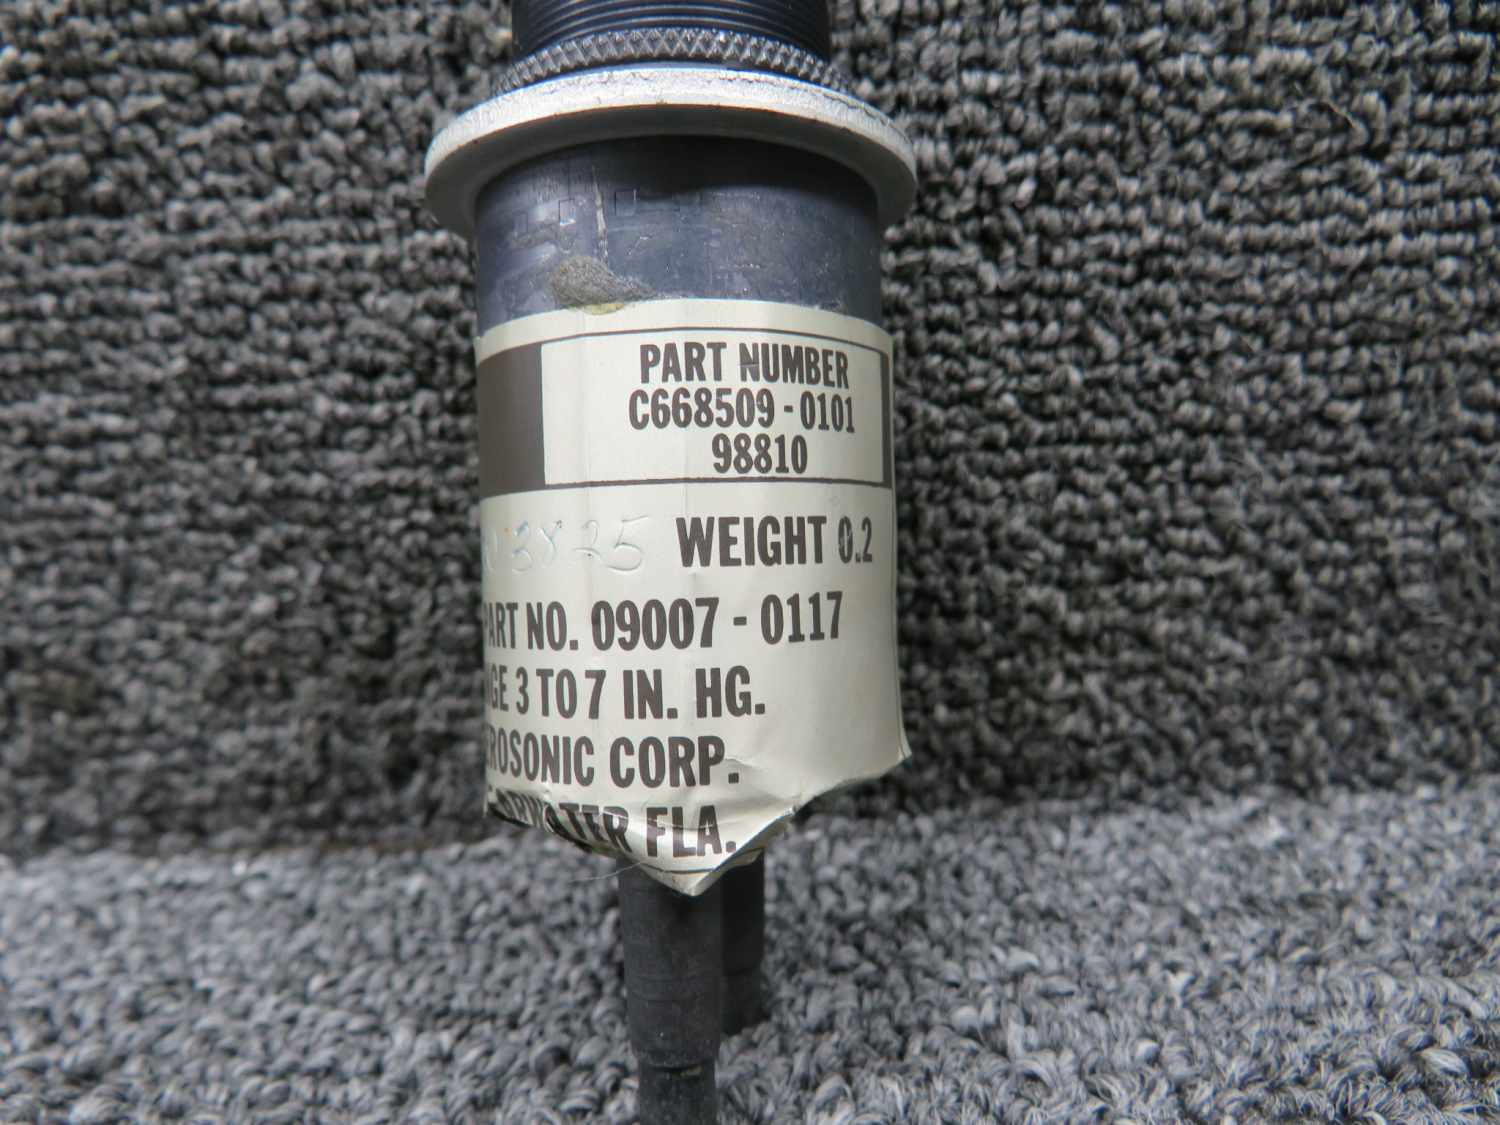 PART NUMBER
C668509-0101
98810
3825 WEIGHT 0.2
PART NO. 09007-0117
3 TO 7 IN. HG.
CORP.
FLA.